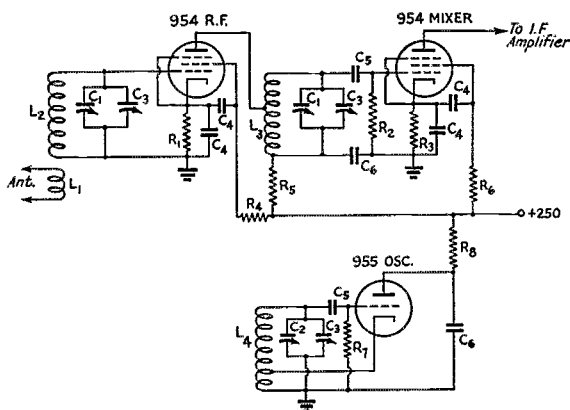 954 R.F.
954 MIXER
To I.F.
Amplifier
C5
L2
C1
C3
C4
R1
C4
L3
C1
C3
R2
C4
C4
R3
C6
Ant.
L1
R4
R5
R6
+250
R8
955 OSC.
C5
L4
C2
C3
R7
C6